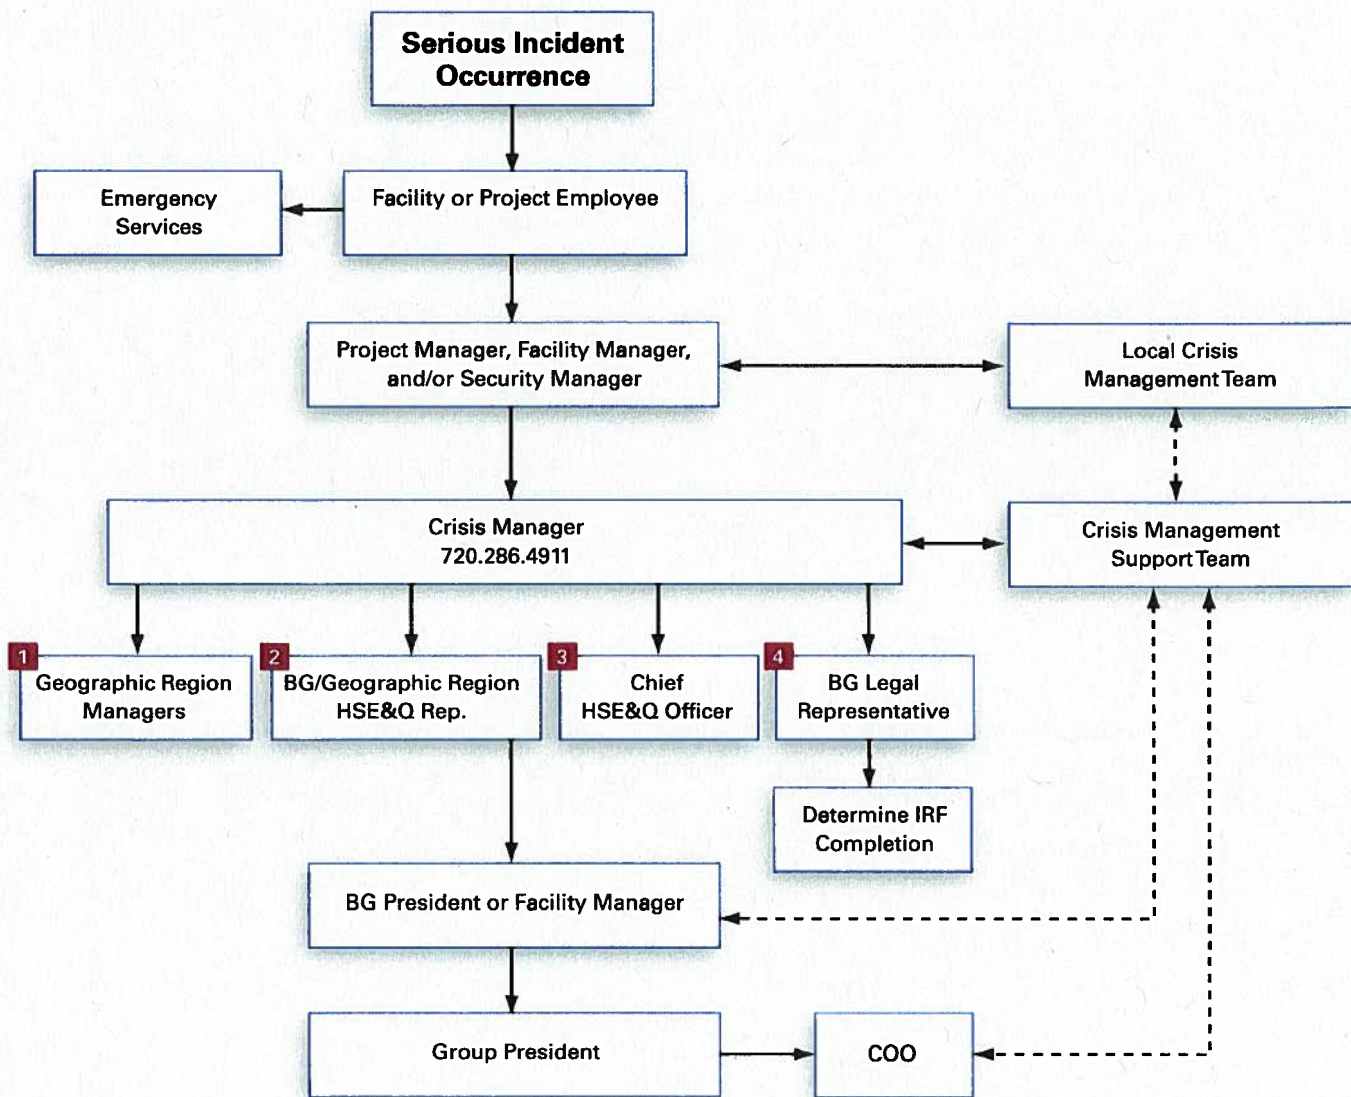 Serious Incident
Occurrence
Emergency
Services
Facility or Project Employee
Project Manager, Facility Manager,
and/or Security Manager
Local Crisis
Management Team
Crisis Manager
720.286.4911
Crisis Management
Support Team
1
Geographic Region
Managers
2
BG/Geographic Region
HSE&Q Rep.
3
Chief
HSE&Q Officer
4
BG Legal
Representative
Determine IRF
Completion
BG President or Facility Manager
Group President
COO